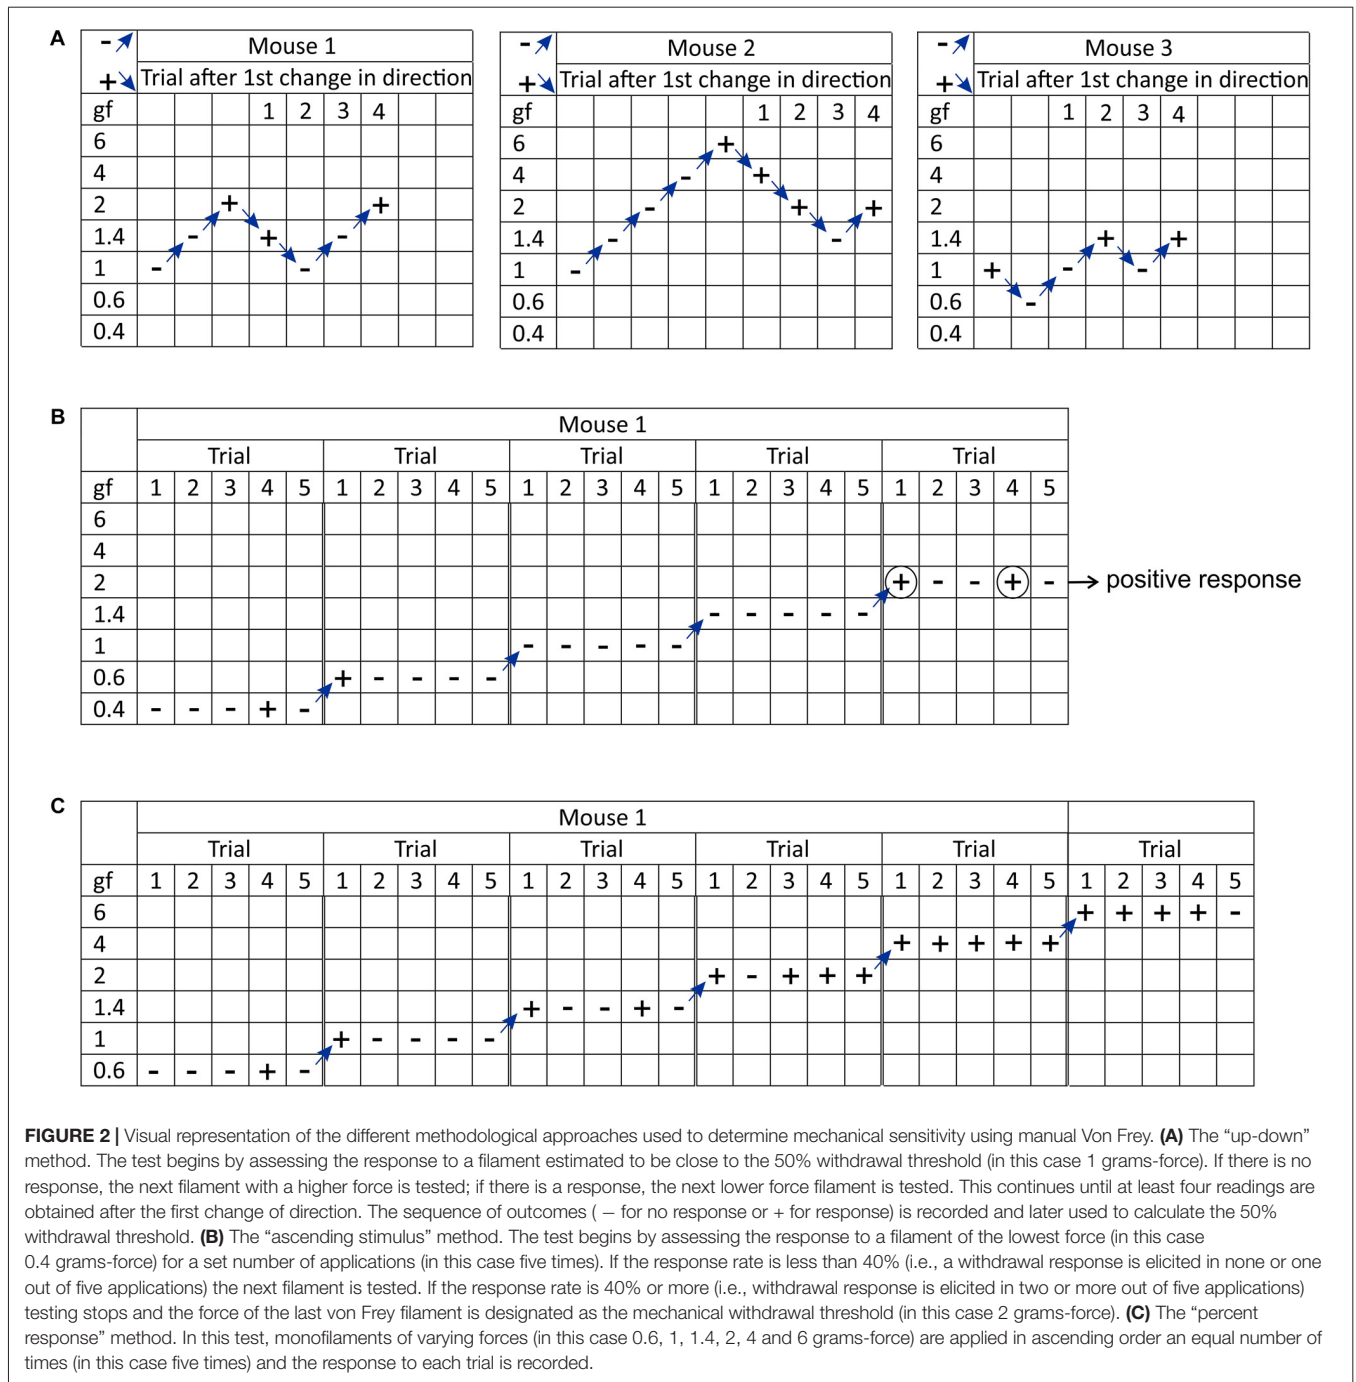 A
- Mouse 1
+ Trial after 1st change in direction
gf 1 2 3 4
6
4
2 + +
1.4 - + -
1 - -
0.6
0.4
- Mouse 2
+ Trial after 1st change in direction
gf 1 2 3 4
6 +
4 - +
2 - + +
1.4 - -
1 -
0.6
0.4
- Mouse 3
+ Trial after 1st change in direction
gf 1 2 3 4
6
4
2
1.4 + +
1 + - -
0.6 -
0.4
B
Mouse 1
Trial Trial Trial Trial Trial
gf 1 2 3 4 5 1 2 3 4 5 1 2 3 4 5 1 2 3 4 5 1 2 3 4 5
6
4
2 + - - + - positive response
1.4 - - - - -
1 - - - - -
0.6 + - - - -
0.4 - - - + -
C
Mouse 1
Trial Trial Trial Trial Trial Trial
gf 1 2 3 4 5 1 2 3 4 5 1 2 3 4 5 1 2 3 4 5 1 2 3 4 5 1 2 3 4 5
6 + + + + -
4 + + + + +
2 + - + + +
1.4 + - - + -
1 + - - - -
0.6 - - - + -
FIGURE 2 | Visual representation of the different methodological approaches used to determine mechanical sensitivity using manual Von Frey. (A) The “up-down”
method. The test begins by assessing the response to a filament estimated to be close to the 50% withdrawal threshold (in this case 1 grams-force). If there is no
response, the next filament with a higher force is tested; if there is a response, the next lower force filament is tested. This continues until at least four readings are
obtained after the first change of direction. The sequence of outcomes ( − for no response or + for response) is recorded and later used to calculate the 50%
withdrawal threshold. (B) The “ascending stimulus” method. The test begins by assessing the response to a filament of the lowest force (in this case
0.4 grams-force) for a set number of applications (in this case five times). If the response rate is less than 40% (i.e., a withdrawal response is elicited in none or one
out of five applications) the next filament is tested. If the response rate is 40% or more (i.e., withdrawal response is elicited in two or more out of five applications)
testing stops and the force of the last von Frey filament is designated as the mechanical withdrawal threshold (in this case 2 grams-force). (C) The “percent
response” method. In this test, monofilaments of varying forces (in this case 0.6, 1, 1.4, 2, 4 and 6 grams-force) are applied in ascending order an equal number of
times (in this case five times) and the response to each trial is recorded.